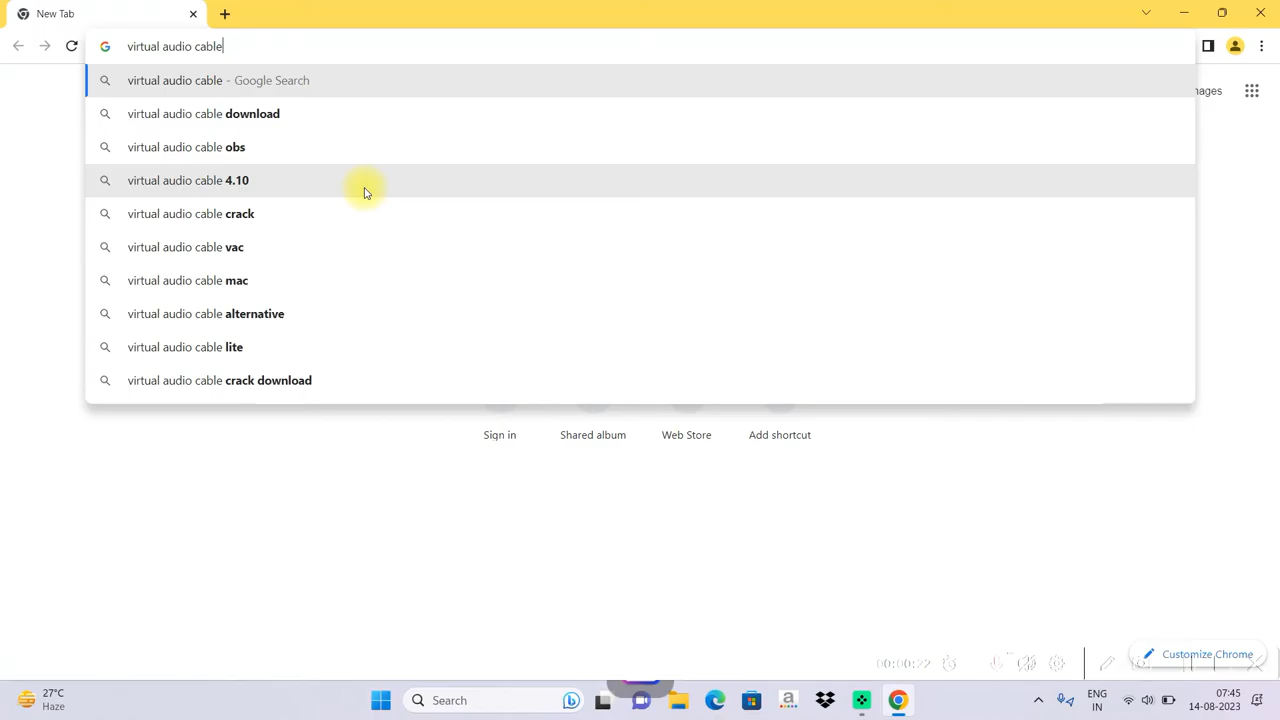 New Tab
virtual audio cable
virtual audio cable - Google Search
virtual audio cable download
virtual audio cable obs
virtual audio cable 4.10
virtual audio cable crack
virtual audio cable vac
virtual audio cable mac
virtual audio cable alternative
virtual audio cable lite
virtual audio cable crack download
Sign in
Shared album
Web Store
Add shortcut
Customize Chrome
00:00:22
27°C
Haze
Search
ENG
IN
07:45
14-08-2023